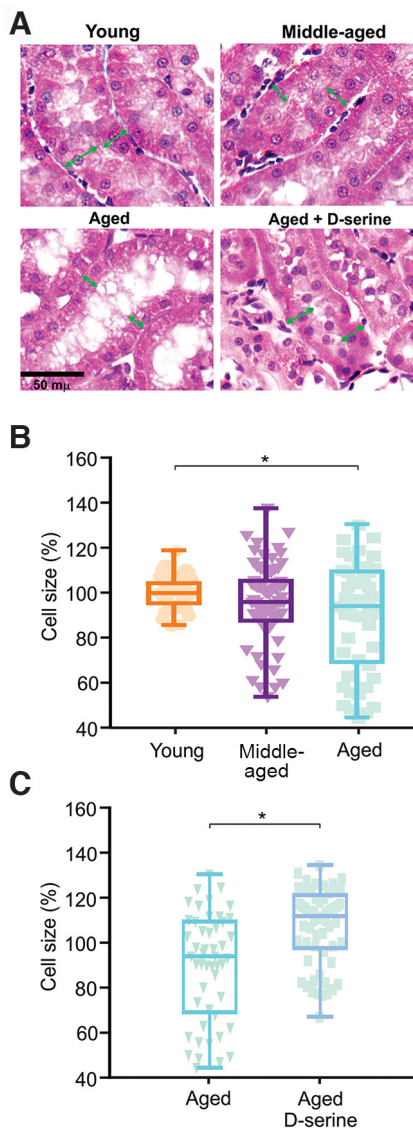 A
Young
Middle-aged
Aged
Aged + D-serine
50 mμ
B
160
140
120
100
80
60
40
Cell size (%)
*
Young
Middle-
aged
Aged
C
160
140
120
100
80
60
40
Cell size (%)
*
Aged
Aged
D-serine